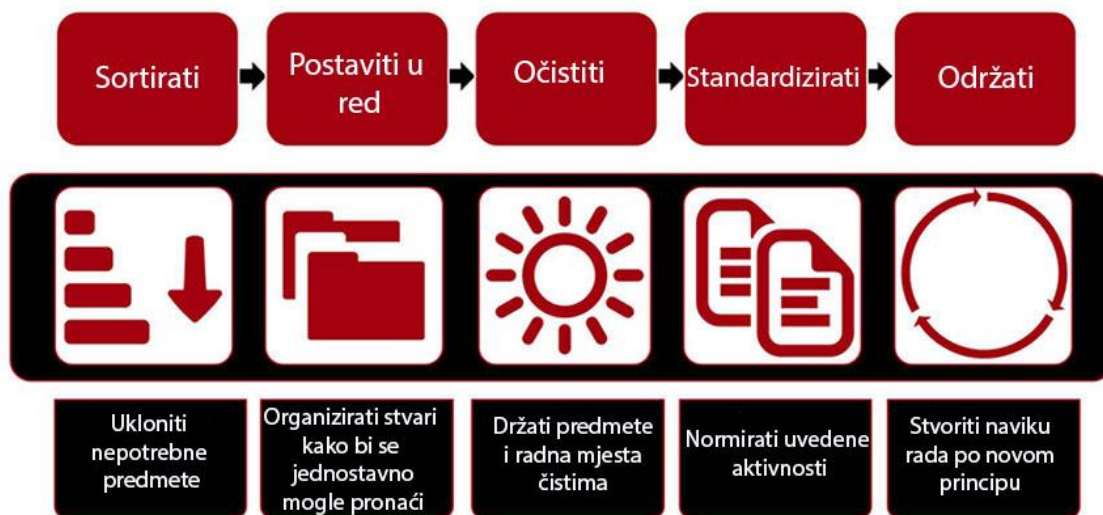 Sortirati
Postaviti u
red
Očistiti
Standardizirati
Održati
Ukloniti
nepotrebne
predmete
Organizirati stvari
kako bi se
jednostavno
mogle pronaći
Držati predmete
i radna mjesta
čistima
Normirati uvedene
aktivnosti
Stvoriti naviku
rada po novom
principu